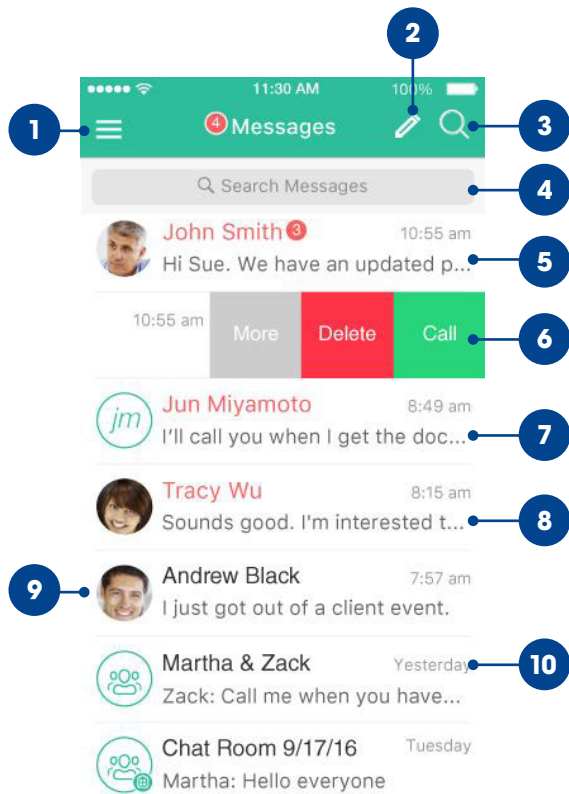 2
11:30 AM
100%
1
4
Messages
3
Search Messages
4
John Smith 3
10:55 am
Hi Sue. We have an updated p...
5
10:55 am
More
Delete
Call
6
jm
Jun Miyamoto
8:49 am
I'll call you when I get the doc...
7
Tracy Wu
8:15 am
Sounds good. I'm interested t...
8
9
Andrew Black
7:57 am
I just got out of a client event.
Martha & Zack
Yesterday
10
Zack: Call me when you have...
Chat Room 9/17/16
Tuesday
Martha: Hello everyone